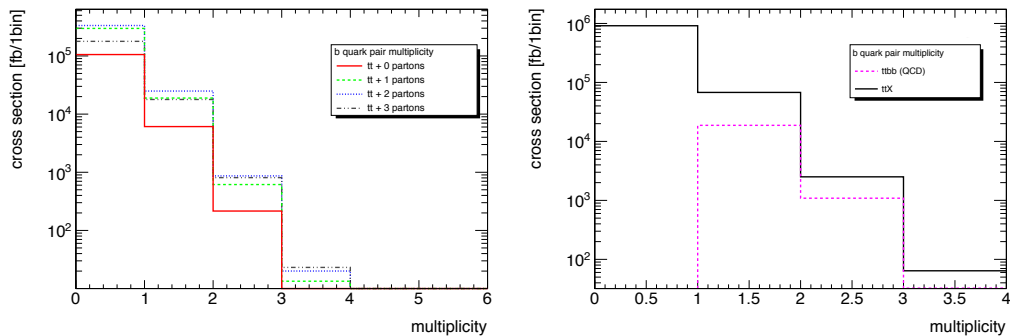 cross section [fb/1bin]
10^5
10^4
10^3
10^2
b quark pair multiplicity
tt + 0 partons
tt + 1 partons
tt + 2 partons
tt + 3 partons
0 1 2 3 4 5 6
multiplicity
cross section [fb/1bin]
10^6
10^5
10^4
10^3
10^2
b quark pair multiplicity
ttbb (QCD)
ttX
0 0.5 1 1.5 2 2.5 3 3.5 4
multiplicity